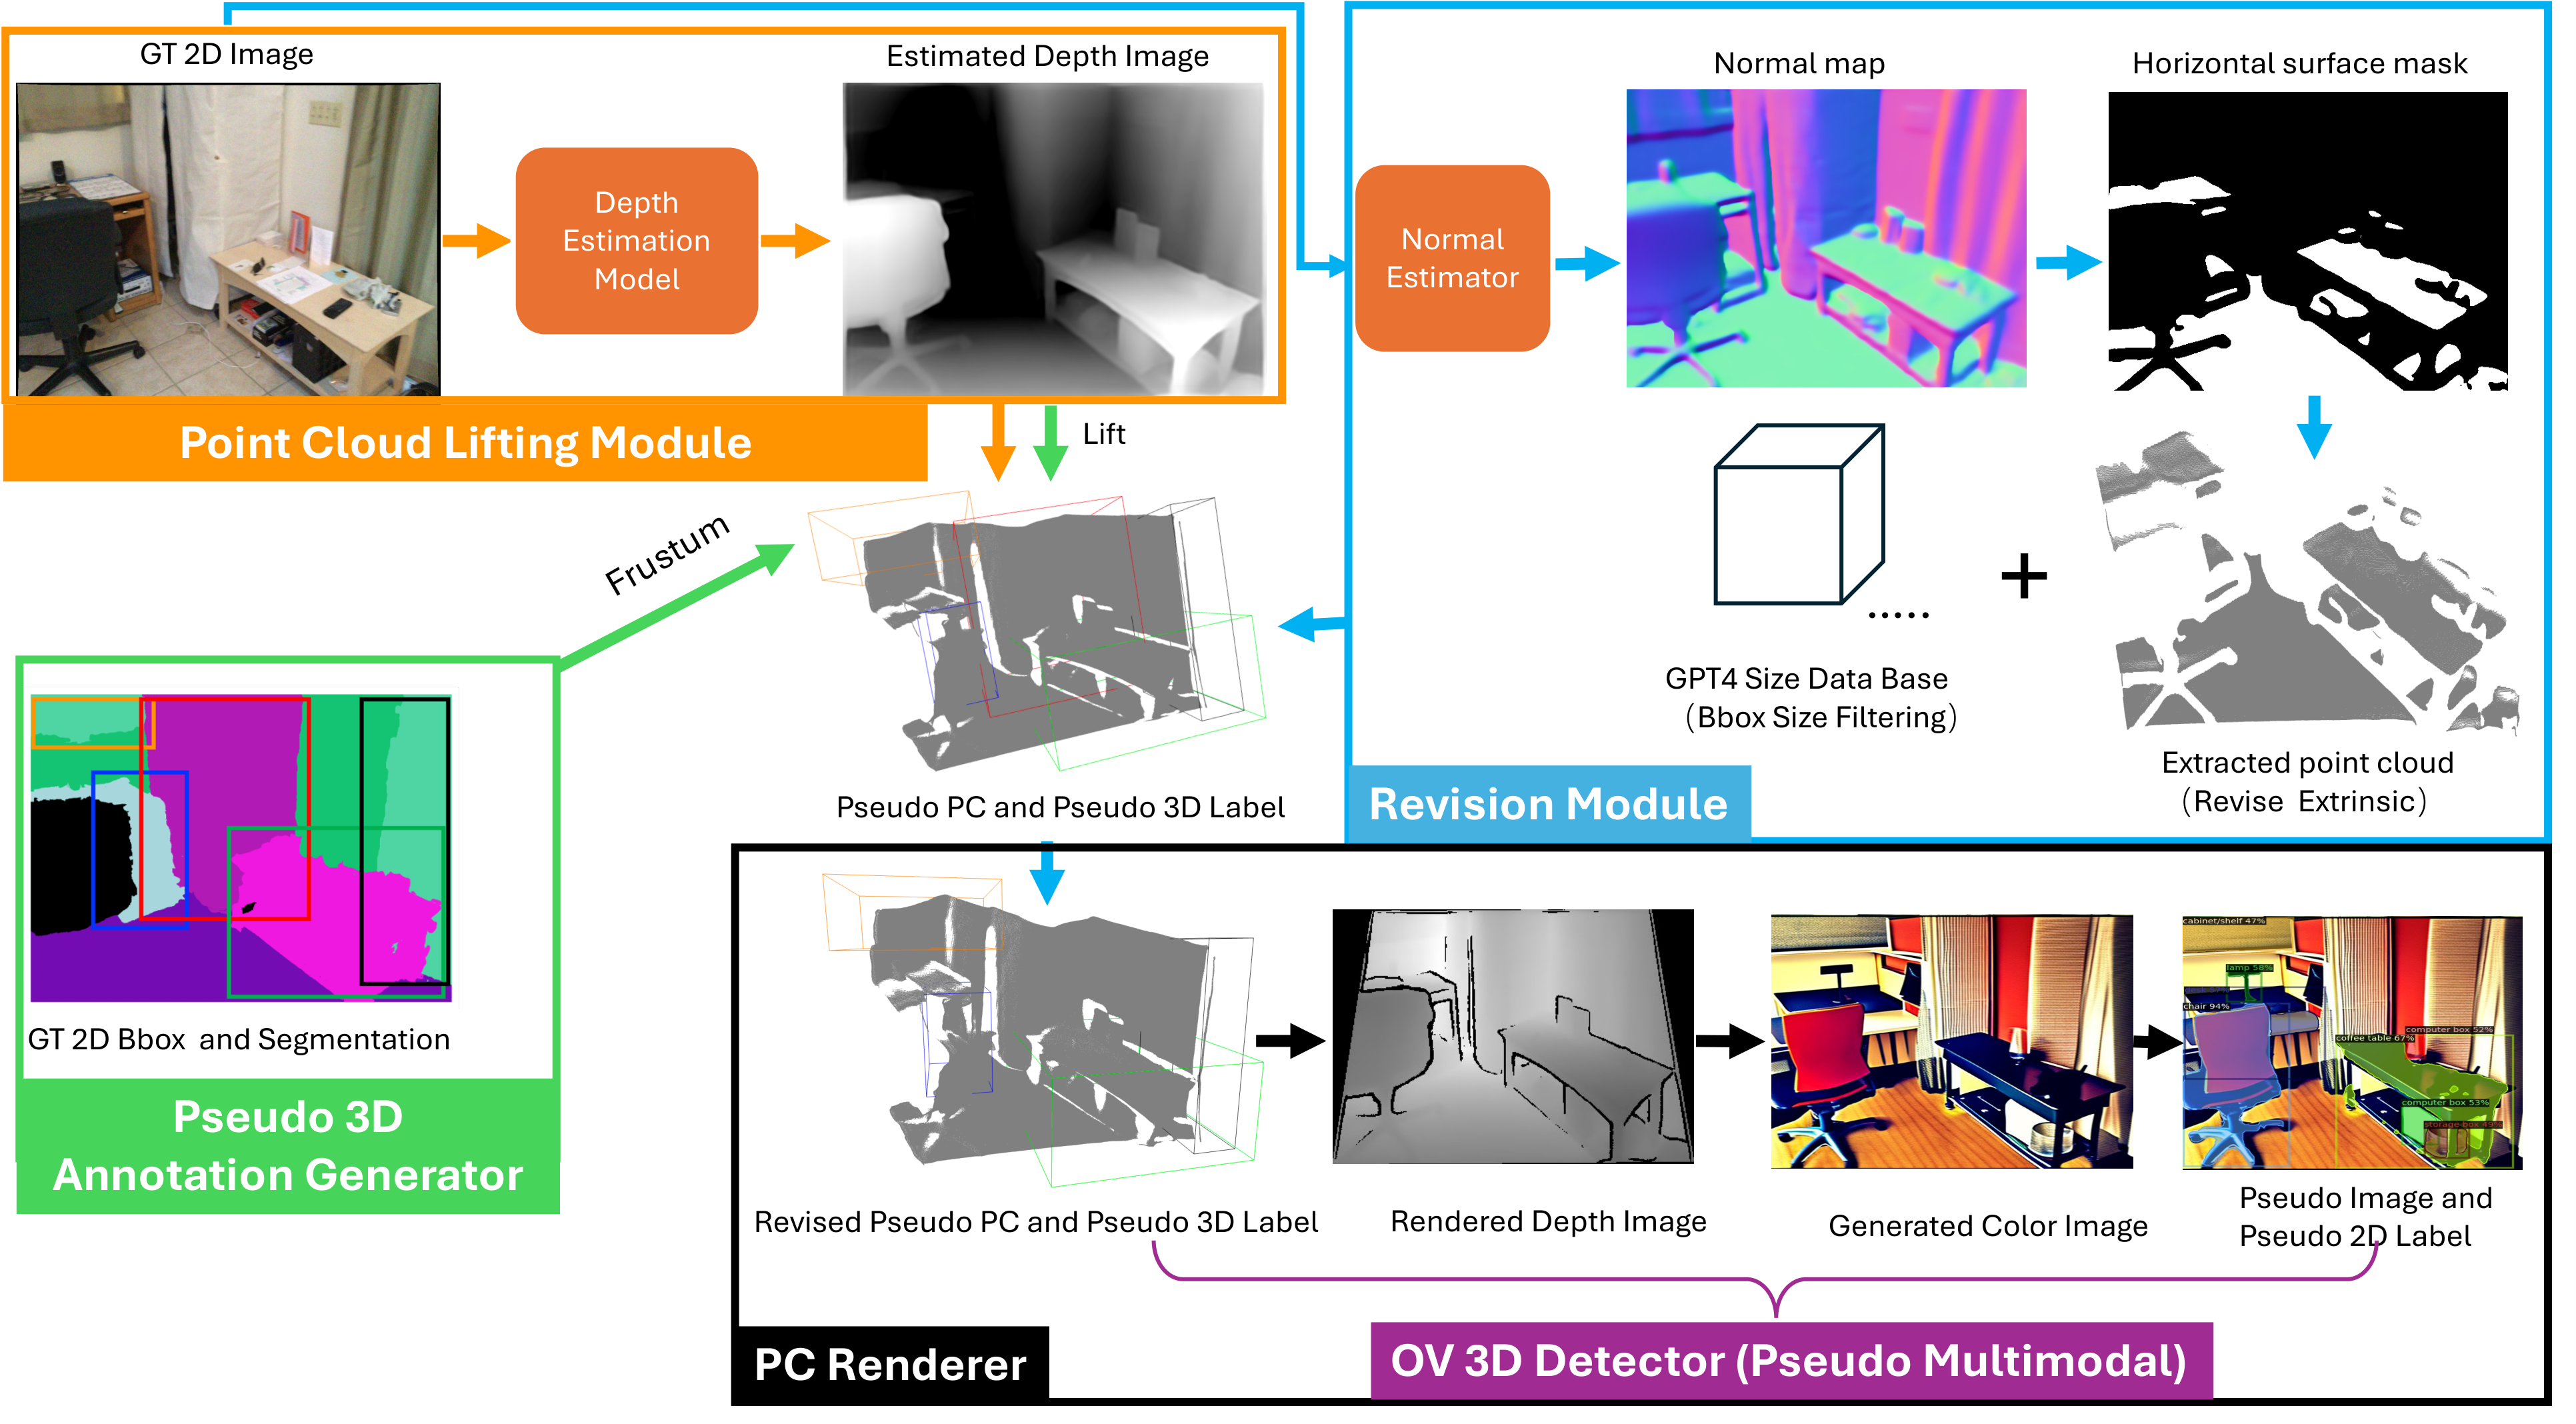 GT 2D Image
Estimated Depth Image
Depth
Estimation
Model
Point Cloud Lifting Module
Lift
Frustum
Normal map
Horizontal surface mask
Normal
Estimator
GPT4 Size Data Base
（Bbox Size Filtering）
.....
+
Extracted point cloud
（Revise Extrinsic）
Revision Module
Pseudo PC and Pseudo 3D Label
GT 2D Bbox and Segmentation
Pseudo 3D
Annotation Generator
cabinet/shelf 47%
lamp 58%
chair 94%
computer box 52%
coffee table 67%
computer box 53%
storage box 49%
Revised Pseudo PC and Pseudo 3D Label
Rendered Depth Image
Generated Color Image
Pseudo Image and
Pseudo 2D Label
PC Renderer
OV 3D Detector (Pseudo Multimodal)